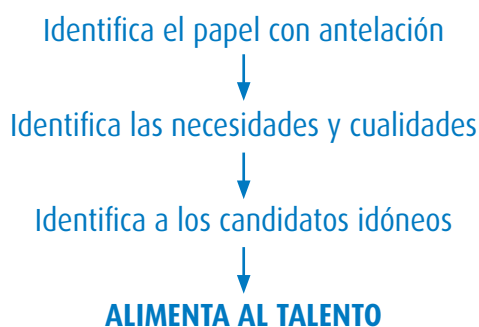 Identifica el papel con antelación
Identifica las necesidades y cualidades
Identifica a los candidatos idóneos
ALIMENTA AL TALENTO